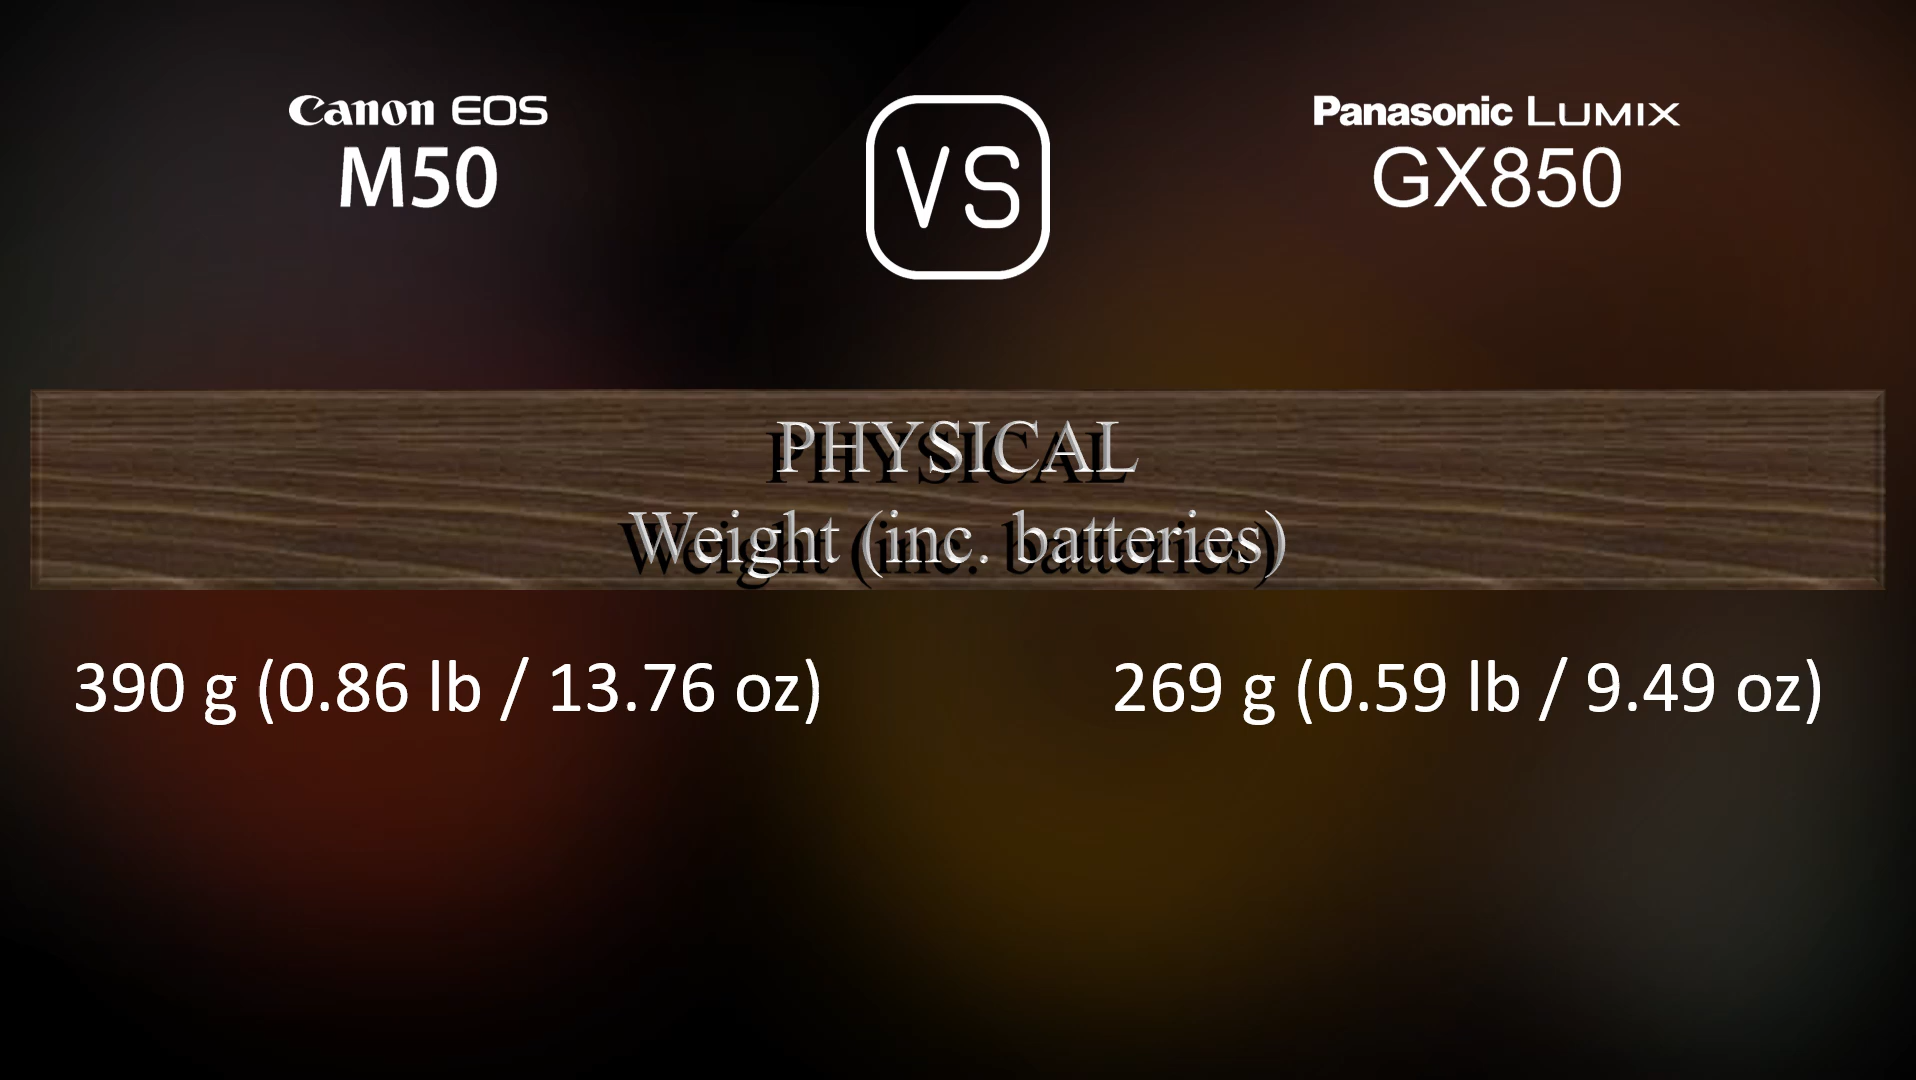 Canon EOS
M50
VS
Panasonic LUMIX
GX850
PHYSICAL
Weight (inc. batteries)
390 g (0.86 lb / 13.76 oz)
269 g (0.59 lb / 9.49 oz)